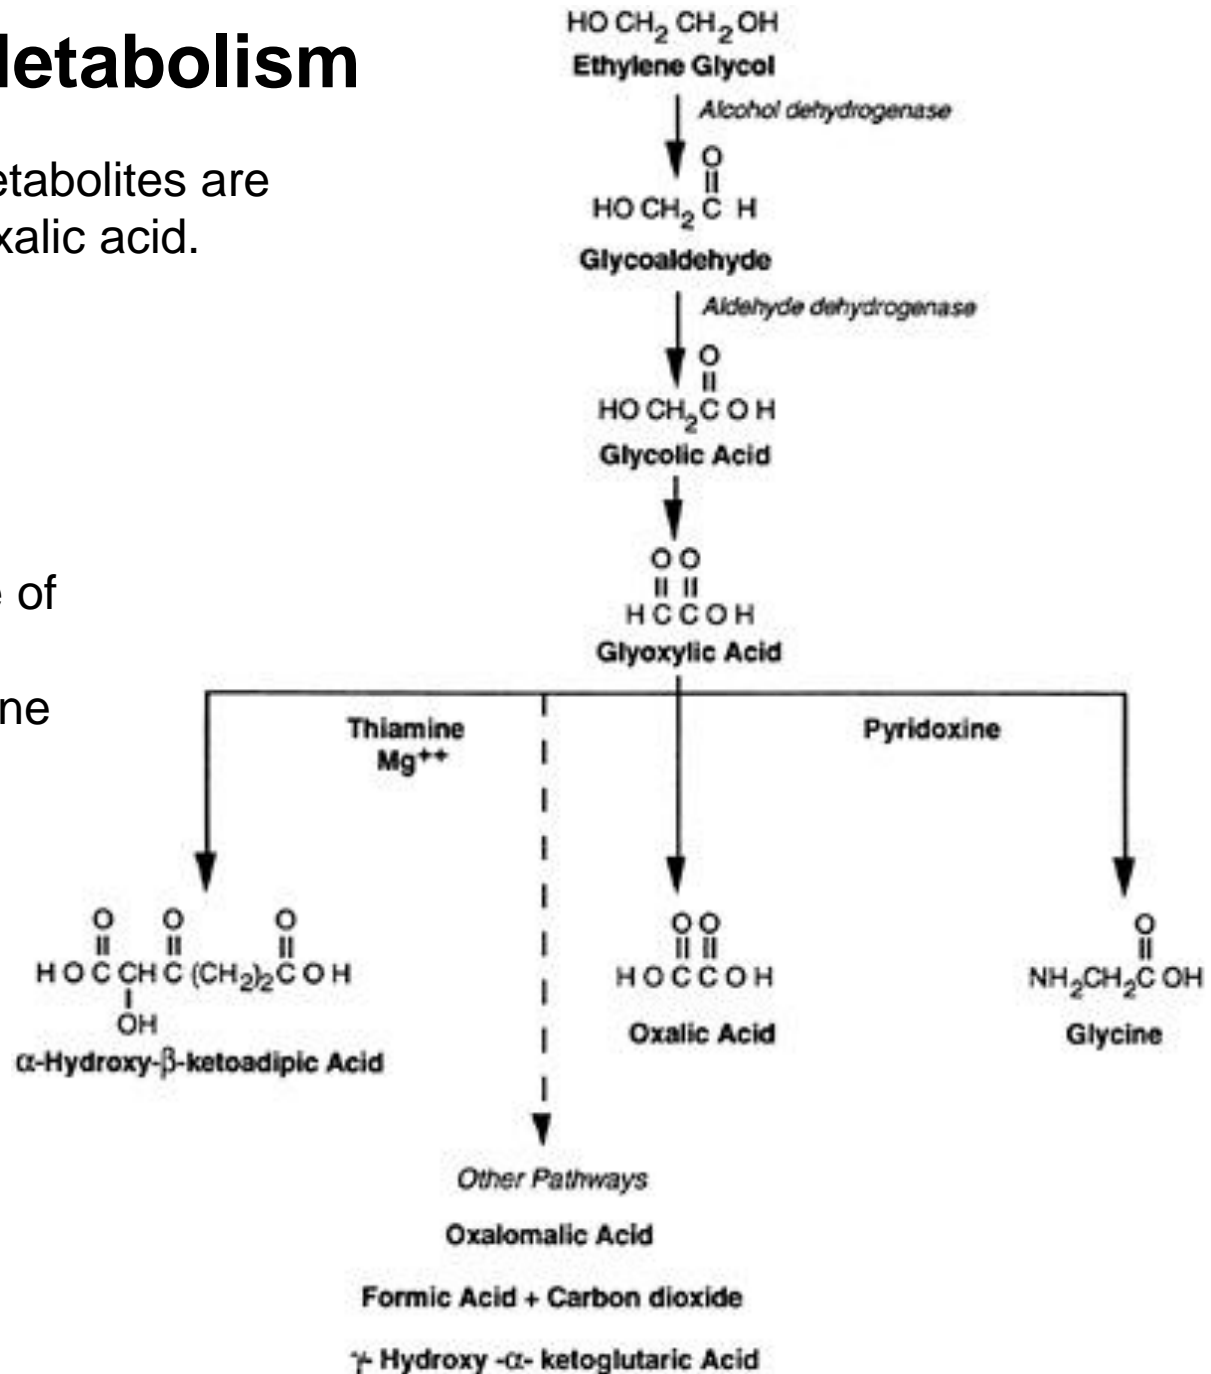 letabolism
etabolites are
xalic acid.
e of
ne
HO CH2 CH2 OH
Ethylene Glycol
Alcohol dehydrogenase
O
HO CH2 C H
Glycoaldehyde
Aldehyde dehydrogenase
O
HO CH2 C O H
Glycolic Acid
O O
H C C O H
Glyoxylic Acid
Thiamine
Mg++
Pyridoxine
O O O
H O C CH C (CH2)2 C O H
OH
α-Hydroxy-β-ketoadipic Acid
O O
H O C C O H
Oxalic Acid
O
NH2CH2C OH
Glycine
Other Pathways
Oxalomalic Acid
Formic Acid + Carbon dioxide
γ- Hydroxy -α- ketoglutaric Acid